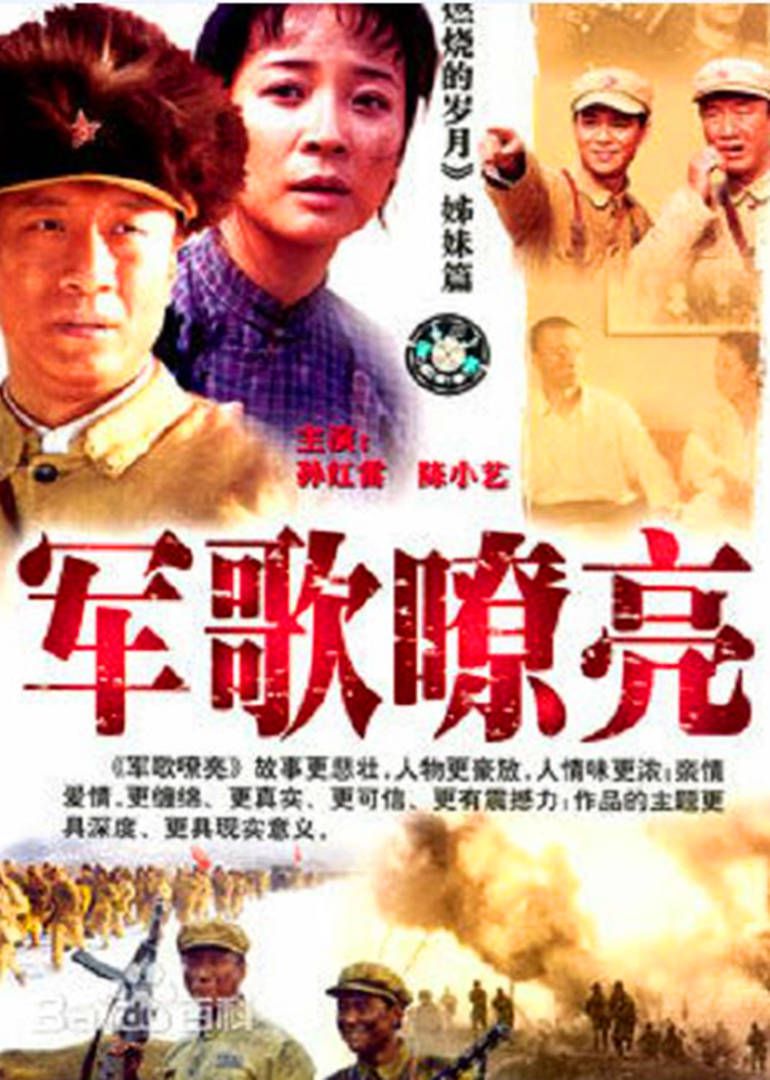 燃烧的岁月》姊妹篇
主演：
孙红雷 陈小艺
军歌嘹亮
《军歌嘹亮》故事更悲壮，人物更豪放，人情味更浓；亲情
爱情，更缠绵、更真实、更可信、更有震撼力；作品的主题更
具深度、更具现实意义。
Baidu百科